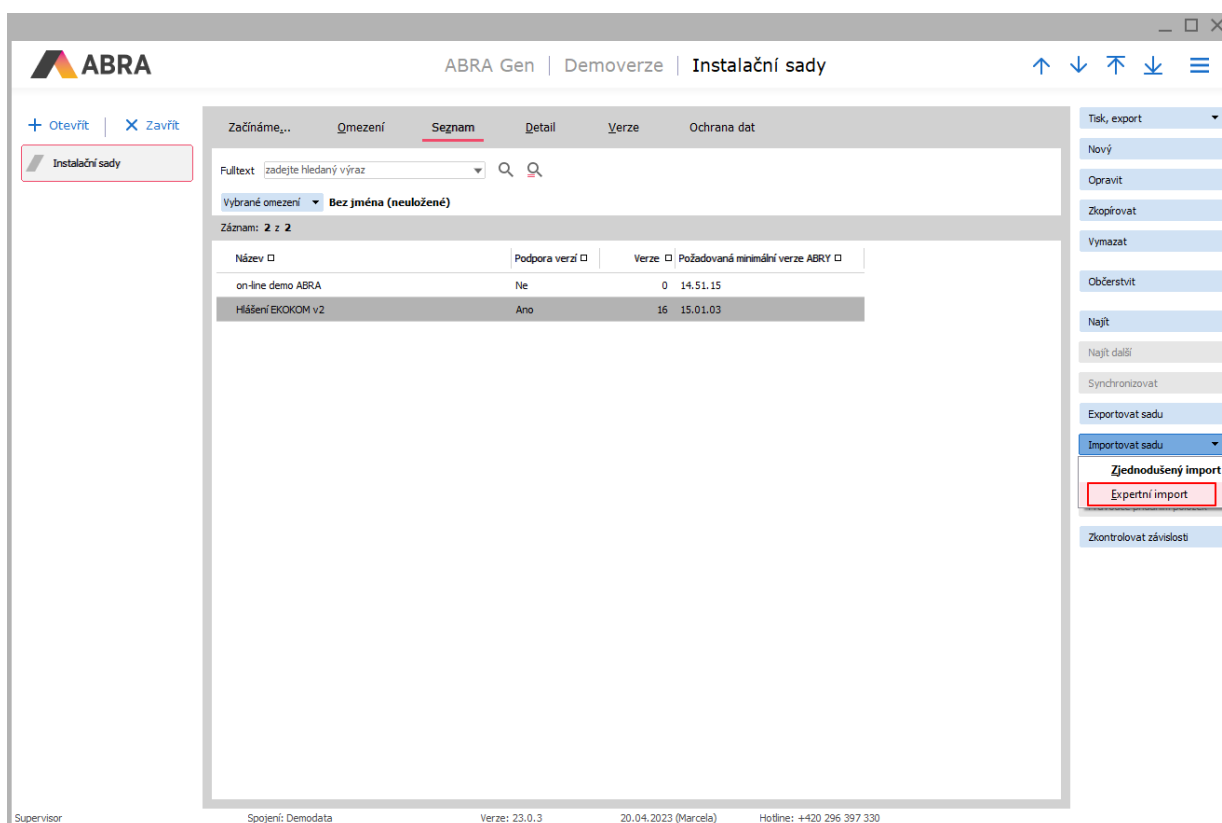 ABRA
ABRA Gen | Demoverze | Instalační sady
Otevřít | Zavřít
Instalační sady
Začínáme... Omezení Seznam Detail Verze Ochrana dat
Fulltext zadejte hledaný výraz
Vybrané omezení Bez jména (neuložené)
Záznam: 2 z 2
Název Podpora verzí Verze Požadovaná minimální verze ABRY
on-line demo ABRA Ne 0 14.51.15
Hlášení EKOKOM v2 Ano 16 15.01.03
Tisk, export
Nový
Opravit
Zkopírovat
Vymazat
Občerstvit
Najít
Najít další
Synchronizovat
Exportovat sadu
Importovat sadu
Zjednodušený import
Expertní import
Zkontrolovat závislosti
Supervisor Spojení: Demodata Verze: 23.0.3 20.04.2023 (Marcela) Hotline: +420 296 397 330